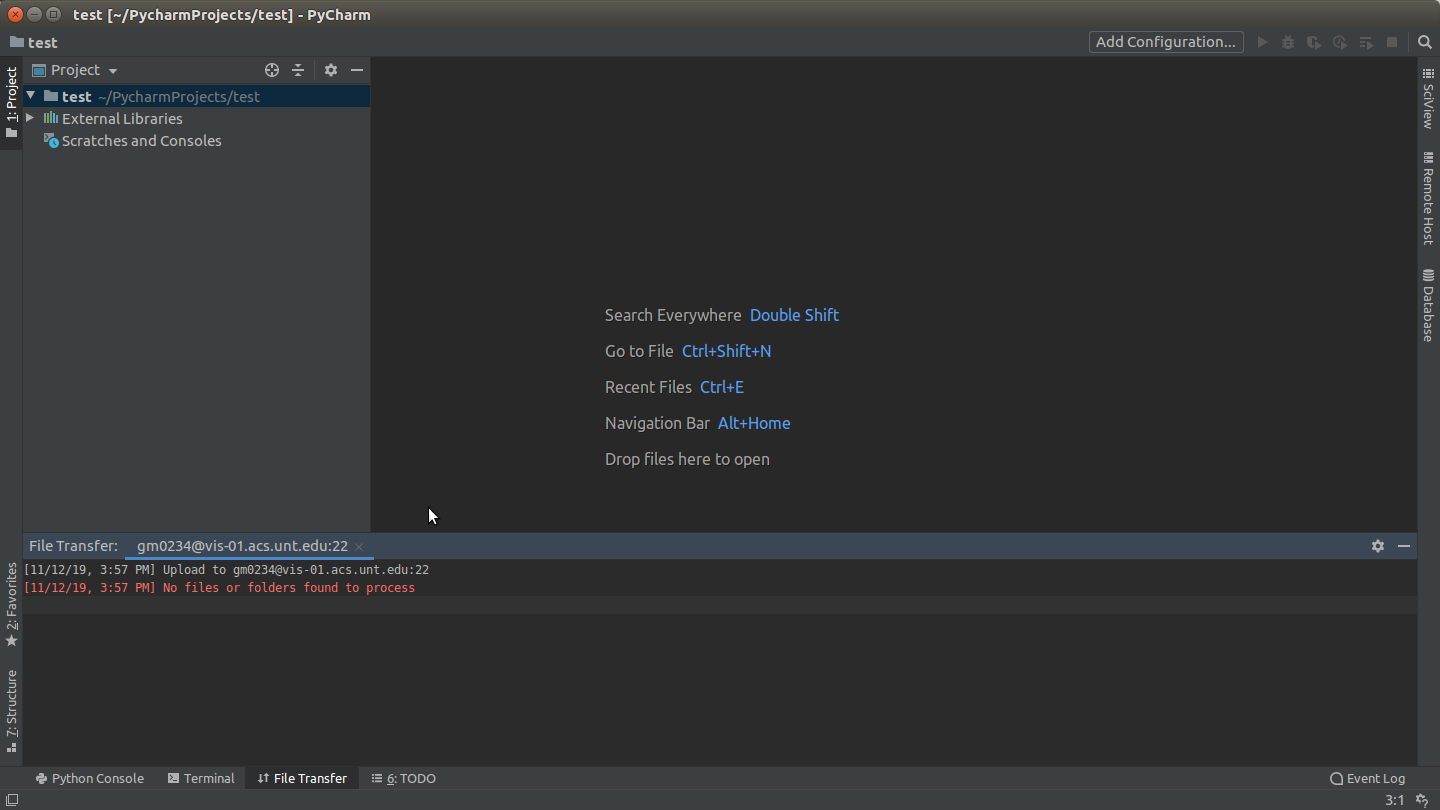 test [~/PycharmProjects/test] - PyCharm
test
Add Configuration...
1: Project
Project
test ~/PycharmProjects/test
External Libraries
Scratches and Consoles
Search Everywhere Double Shift
Go to File Ctrl+Shift+N
Recent Files Ctrl+E
Navigation Bar Alt+Home
Drop files here to open
SciView
Remote Host
Database
File Transfer: gm0234@vis-01.acs.unt.edu:22
[11/12/19, 3:57 PM] Upload to gm0234@vis-01.acs.unt.edu:22
[11/12/19, 3:57 PM] No files or folders found to process
2: Favorites
7: Structure
Python Console
Terminal
File Transfer
6: TODO
Event Log
3:1